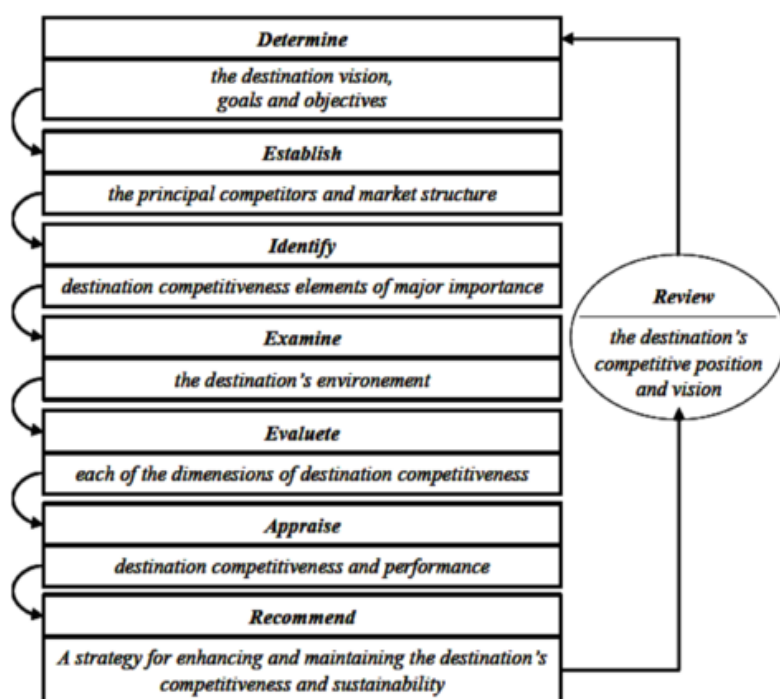 Determine
the destination vision,
goals and objectives
Establish
the principal competitors and market structure
Identify
destination competitiveness elements of major importance
Examine
the destination's environement
Evaluete
each of the dimenesions of destination competitiveness
Appraise
destination competitiveness and performance
Recommend
A strategy for enhancing and maintaining the destination's
competitiveness and sustainability
Review
the destination's
competitive position
and vision